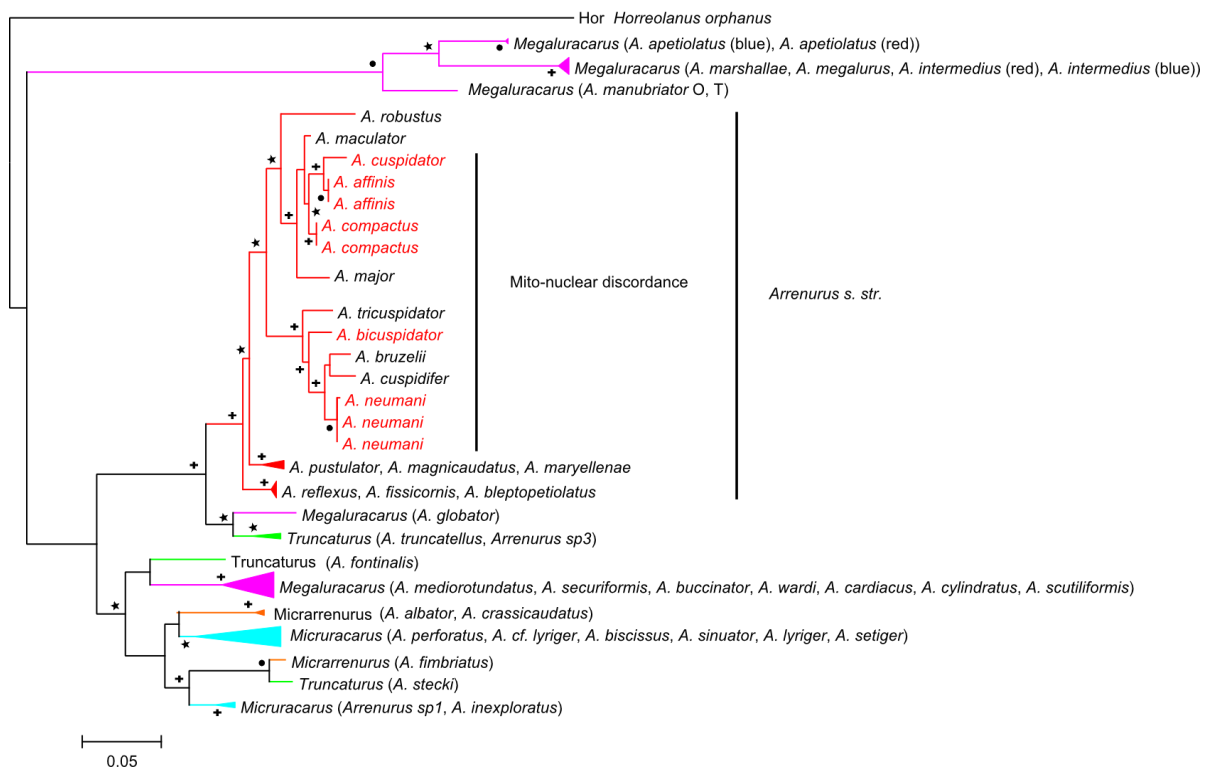 Hor Horreolanus orphanus
Megaluracarus (A. apetiolatus (blue), A. apetiolatus (red))
Megaluracarus (A. marshallae, A. megalurus, A. intermedius (red), A. intermedius (blue))
Megaluracarus (A. manubriator O, T)
A. robustus
A. maculator
A. cuspidator
A. affinis
A. affinis
A. compactus
A. compactus
A. major
Mito-nuclear discordance
Arrenurus s. str.
A. tricuspidator
A. bicuspidator
A. bruzelii
A. cuspidifer
A. neumani
A. neumani
A. neumani
A. pustulator, A. magnicaudatus, A. maryellenae
A. reflexus, A. fissicornis, A. bleptopetiolatus
Megaluracarus (A. globator)
Truncaturus (A. truncatellus, Arrenurus sp3)
Truncaturus (A. fontinalis)
Megaluracarus (A. mediorotundatus, A. securiformis, A. buccinator, A. wardi, A. cardiacus, A. cylindratus, A. scutiliformis)
Micrarrenurus (A. albator, A. crassicaudatus)
Micruracarus (A. perforatus, A. cf. lyriger, A. biscissus, A. sinuator, A. lyriger, A. setiger)
Micrarrenurus (A. fimbriatus)
Truncaturus (A. stecki)
Micruracarus (Arrenurus sp1, A. inexploratus)
0.05